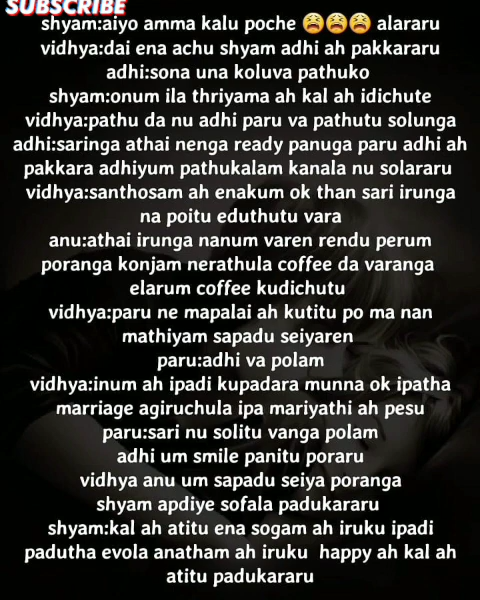 SUBSCRIBE
shyam:aiyo amma kalu poche 😫😫😫 alararu
vidhya:dai ena achu shyam adhi ah pakkararu
adhi:sona una koluva pathuko
shyam:onum ila thriyama ah kal ah idichute
vidhya:pathu da nu adhi paru va pathutu solunga
adhi:saringa athai nenga ready panuga paru adhi ah
pakkara adhiyum pathukalam kanala nu solararu
vidhya:santhosam ah enakum ok than sari irunga
na poitu eduthutu vara
anu:athai irunga nanum varen rendu perum
poranga konjam nerathula coffee da varanga
elarum coffee kudichutu
vidhya:paru ne mapalai ah kutitu po ma nan
mathiyam sapadu seiyaren
paru:adhi va polam
vidhya:inum ah ipadi kupadara munna ok ipatha
marriage agiruchula ipa mariyathi ah pesu
paru:sari nu solitu vanga polam
adhi um smile panitu poraru
vidhya anu um sapadu seiya poranga
shyam apdiye sofala padukararu
shyam:kal ah atitu ena sogam ah iruku ipadi
padutha evola anatham ah iruku happy ah kal ah
atitu padukararu